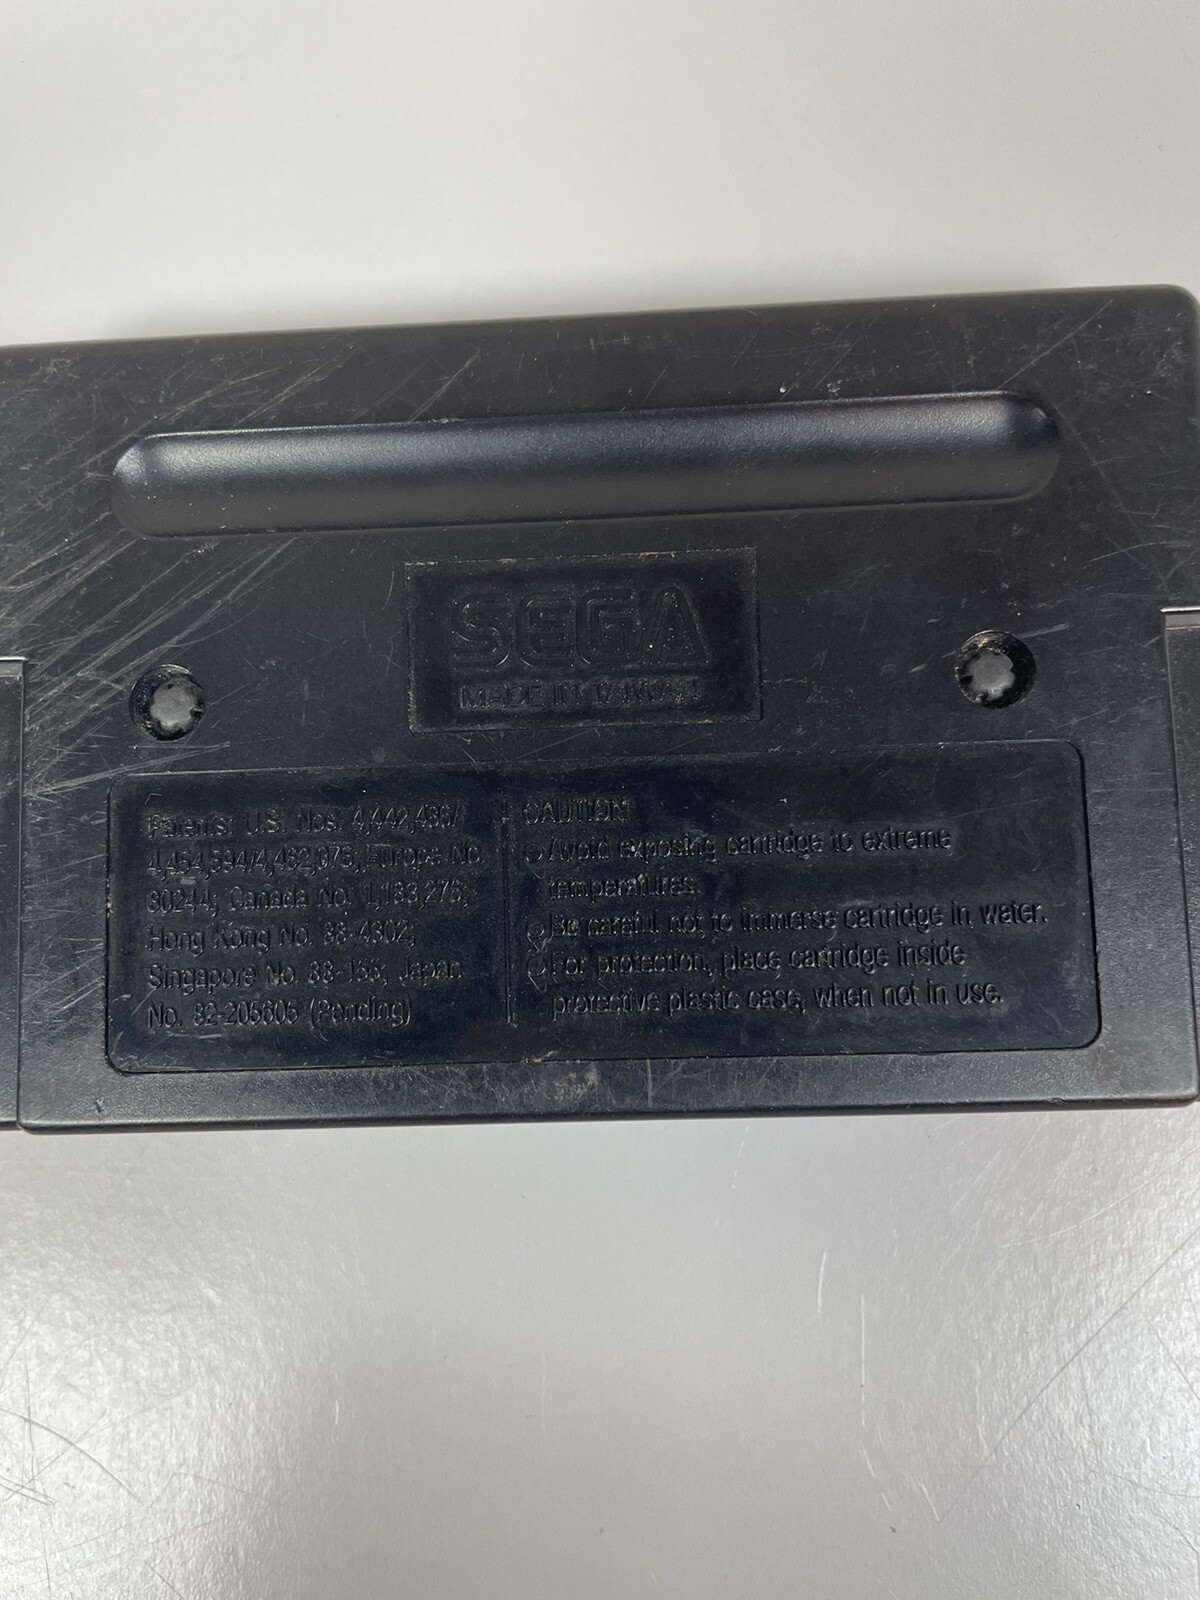 SEGA
MADE IN TAIWAN
Patents: U.S. Nos. 4,442,486/
4,454,594/4,462,076; Europe No.
80244; Canada No. 1,183,276;
Hong Kong No. 88-4302;
Singapore No. 88-155; Japan
No. 82-205605 (Pending)
CAUTION
Avoid exposing cartridge to extreme
temperatures.
Be careful not to immerse cartridge in water.
For protection, place cartridge inside
protective plastic case, when not in use.